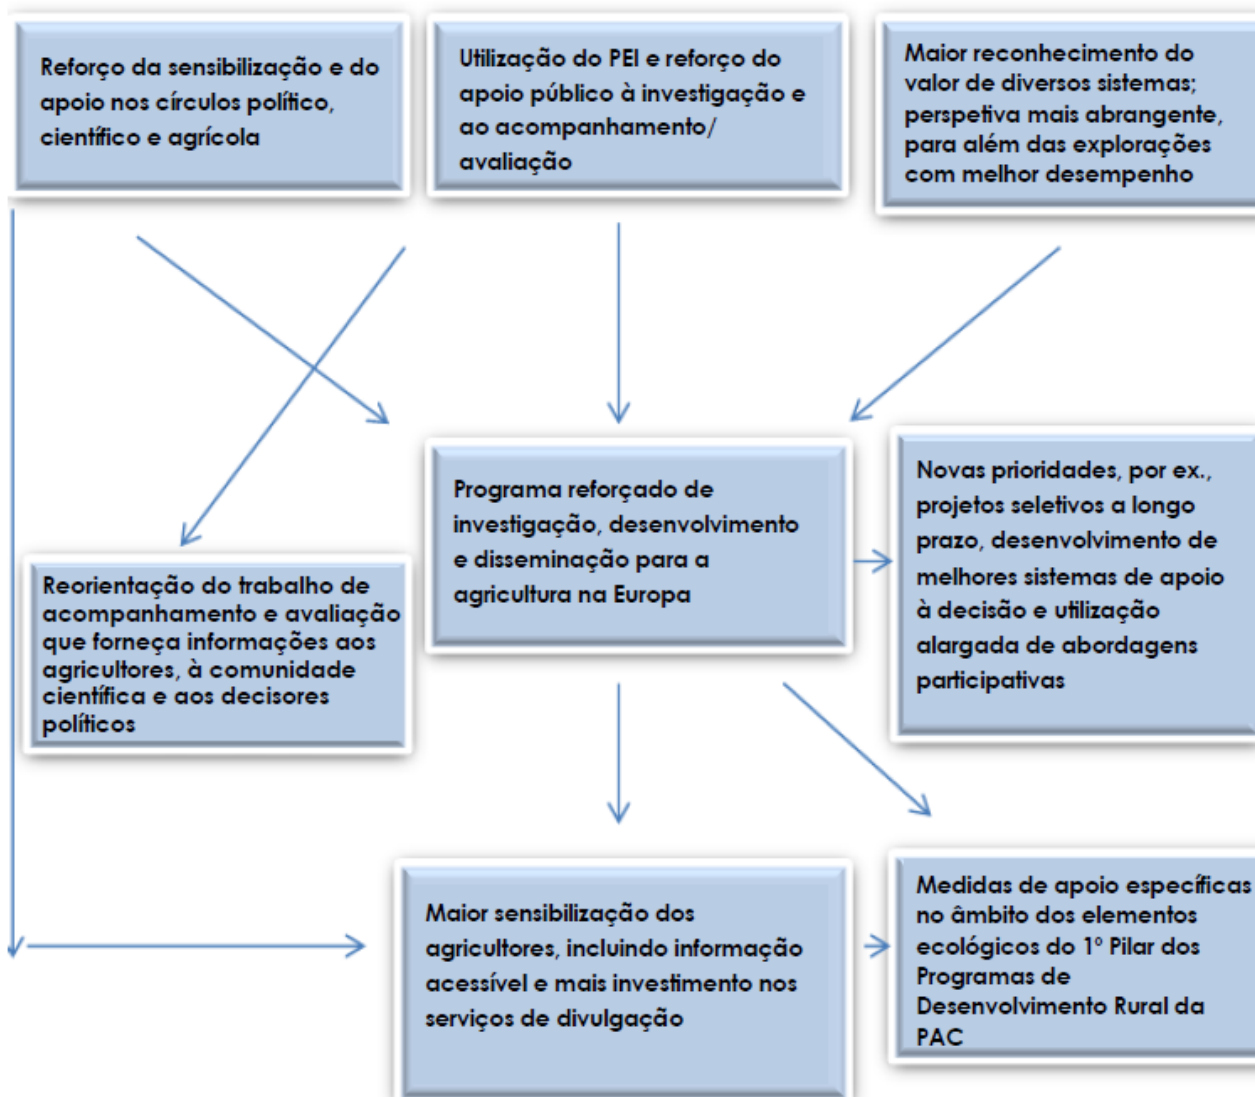 Reforço da sensibilização e do
apoio nos círculos político,
científico e agrícola
Utilização do PEI e reforço do
apoio público à investigação e
ao acompanhamento/
avaliação
Maior reconhecimento do
valor de diversos sistemas;
perspetiva mais abrangente,
para além das explorações
com melhor desempenho
Programa reforçado de
investigação, desenvolvimento
e disseminação para a
agricultura na Europa
Novas prioridades, por ex.,
projetos seletivos a longo
prazo, desenvolvimento de
melhores sistemas de apoio
à decisão e utilização
alargada de abordagens
participativas
Reorientação do trabalho de
acompanhamento e avaliação
que forneça informações aos
agricultores, à comunidade
científica e aos decisores
políticos
Maior sensibilização dos
agricultores, incluindo informação
acessível e mais investimento nos
serviços de divulgação
Medidas de apoio específicas
no âmbito dos elementos
ecológicos do 1º Pilar dos
Programas de
Desenvolvimento Rural da
PAC